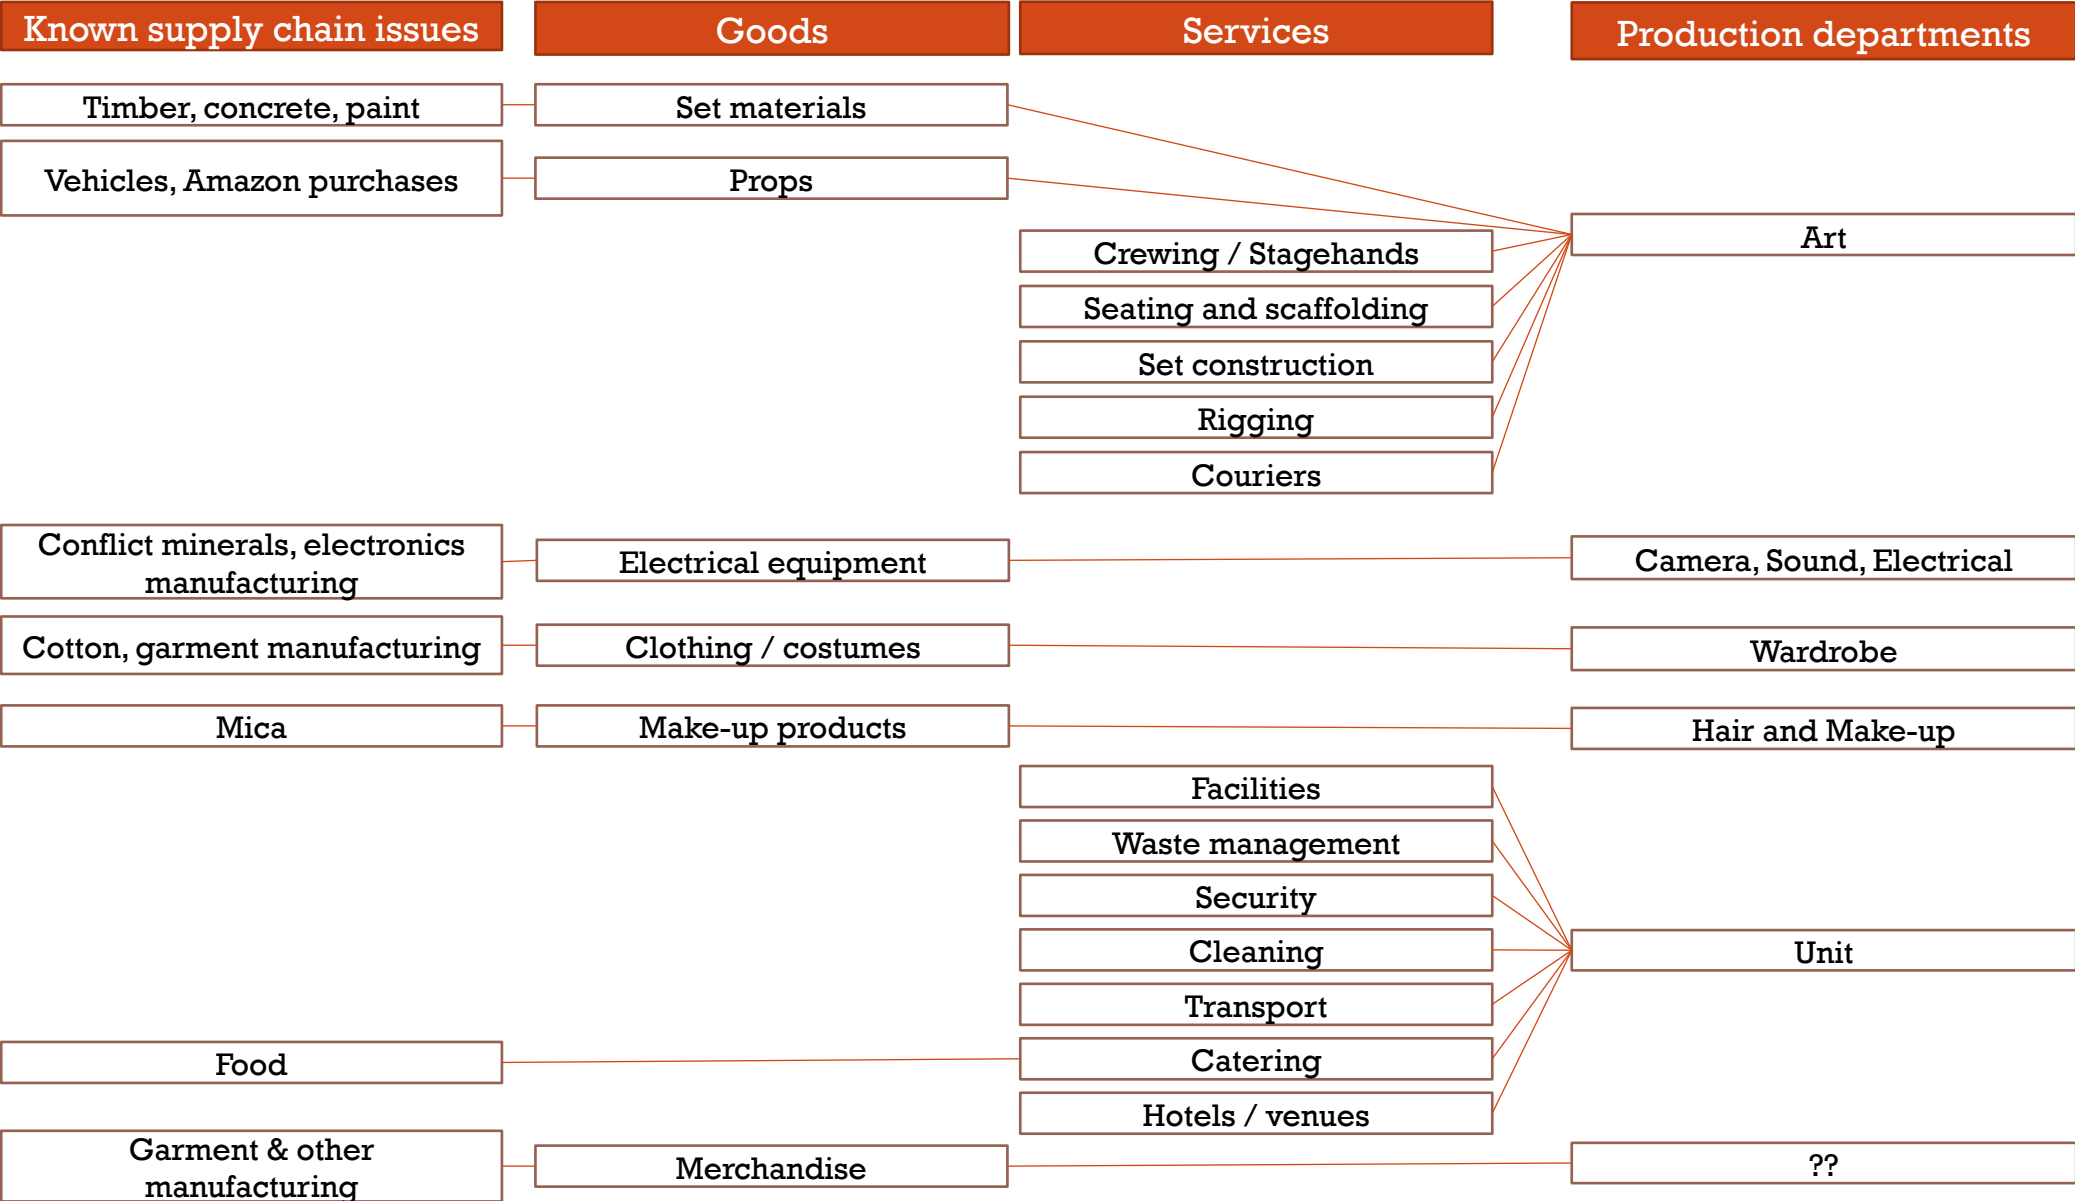 Known supply chain issues
Goods
Services
Production departments
Timber, concrete, paint
Set materials
Vehicles, Amazon purchases
Props
Art
Crewing / Stagehands
Seating and scaffolding
Set construction
Rigging
Couriers
Conflict minerals, electronics
manufacturing
Electrical equipment
Camera, Sound, Electrical
Cotton, garment manufacturing
Clothing / costumes
Wardrobe
Mica
Make-up products
Hair and Make-up
Facilities
Waste management
Security
Cleaning
Unit
Transport
Food
Catering
Hotels / venues
Garment & other
manufacturing
Merchandise
??